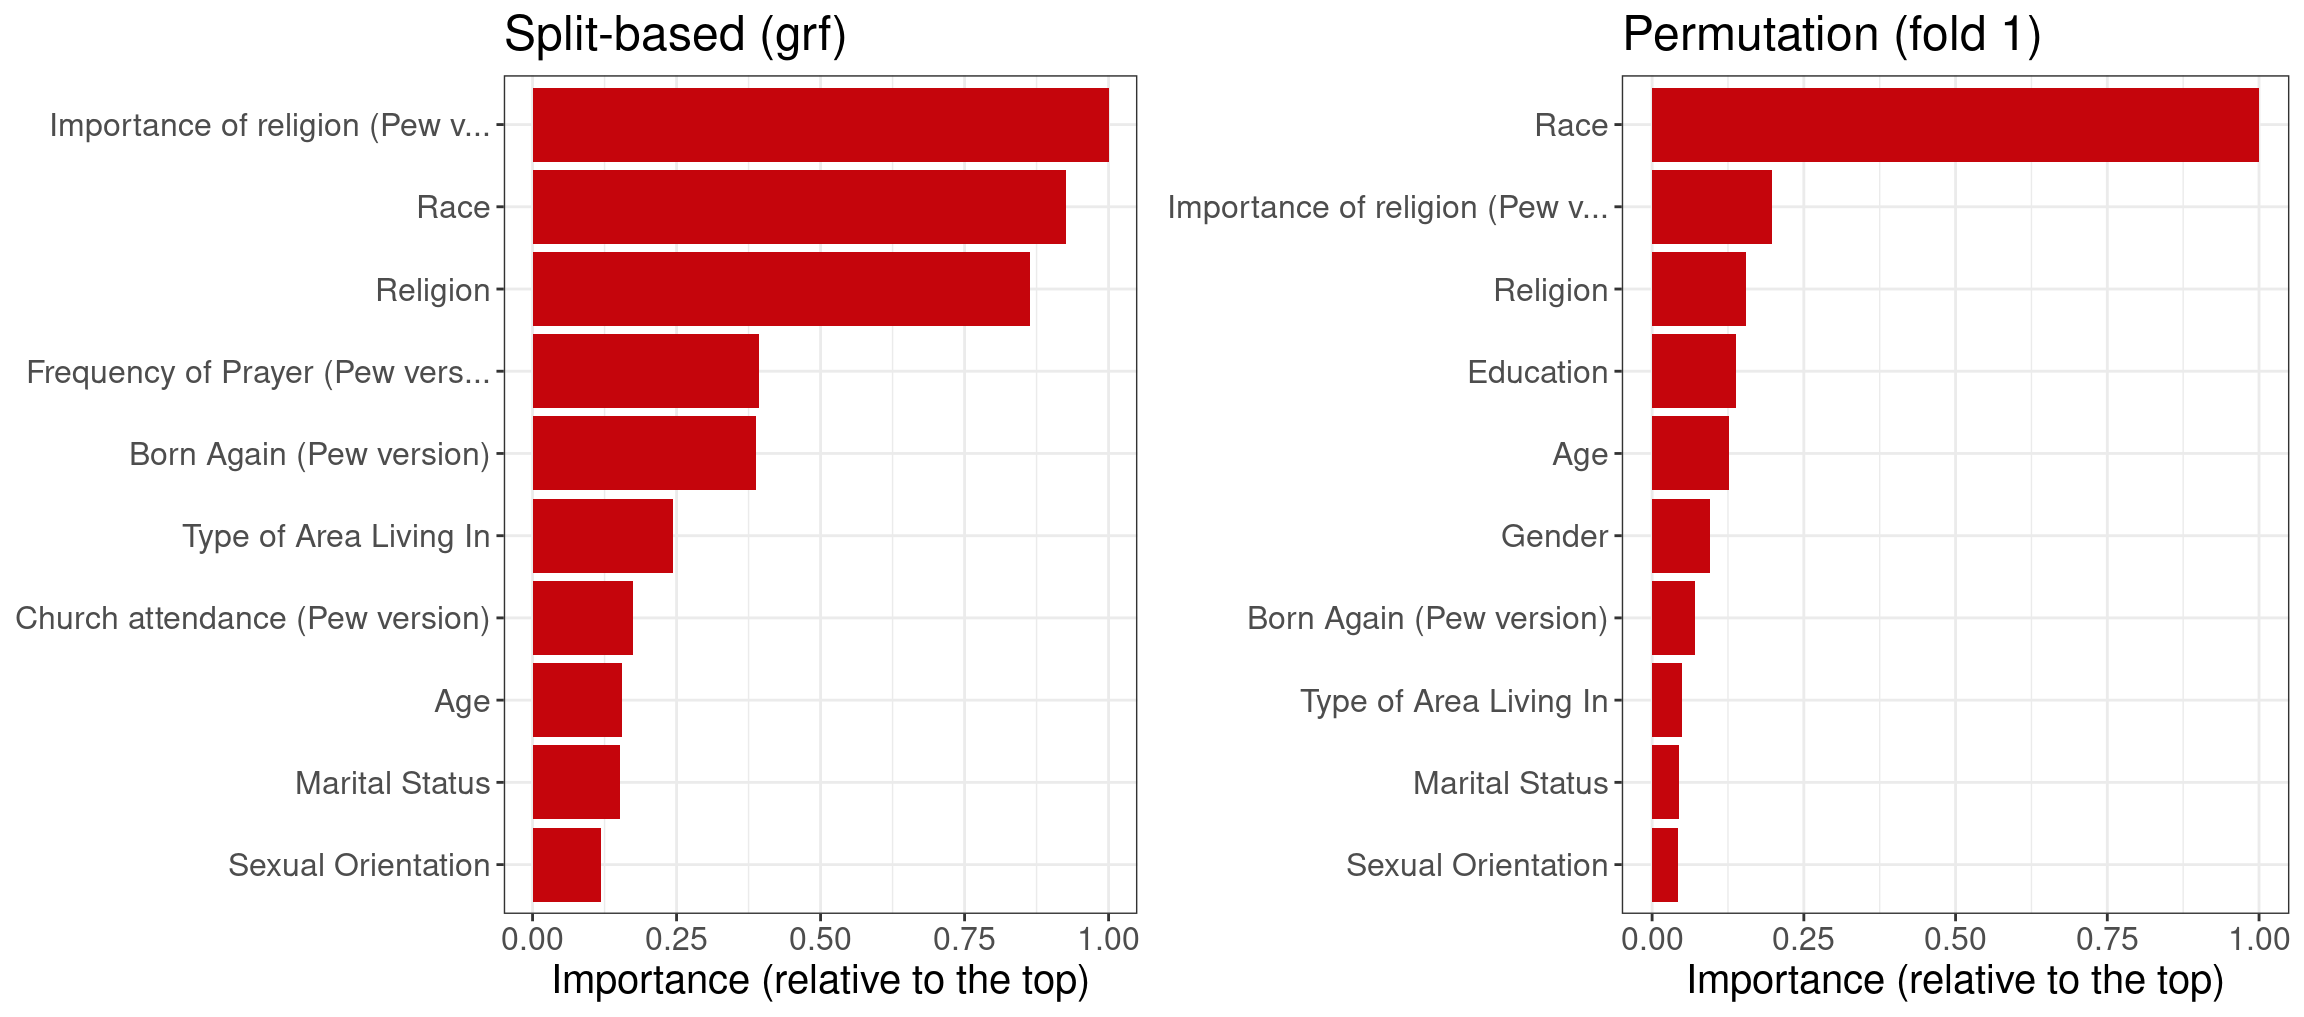 Split-based (grf)
Importance of religion (Pew v...
Race
Religion
Frequency of Prayer (Pew vers...
Born Again (Pew version)
Type of Area Living In
Church attendance (Pew version)
Age
Marital Status
Sexual Orientation
0.00 0.25 0.50 0.75 1.00
Importance (relative to the top)
Permutation (fold 1)
Race
Importance of religion (Pew v...
Religion
Education
Age
Gender
Born Again (Pew version)
Type of Area Living In
Marital Status
Sexual Orientation
0.00 0.25 0.50 0.75 1.00
Importance (relative to the top)